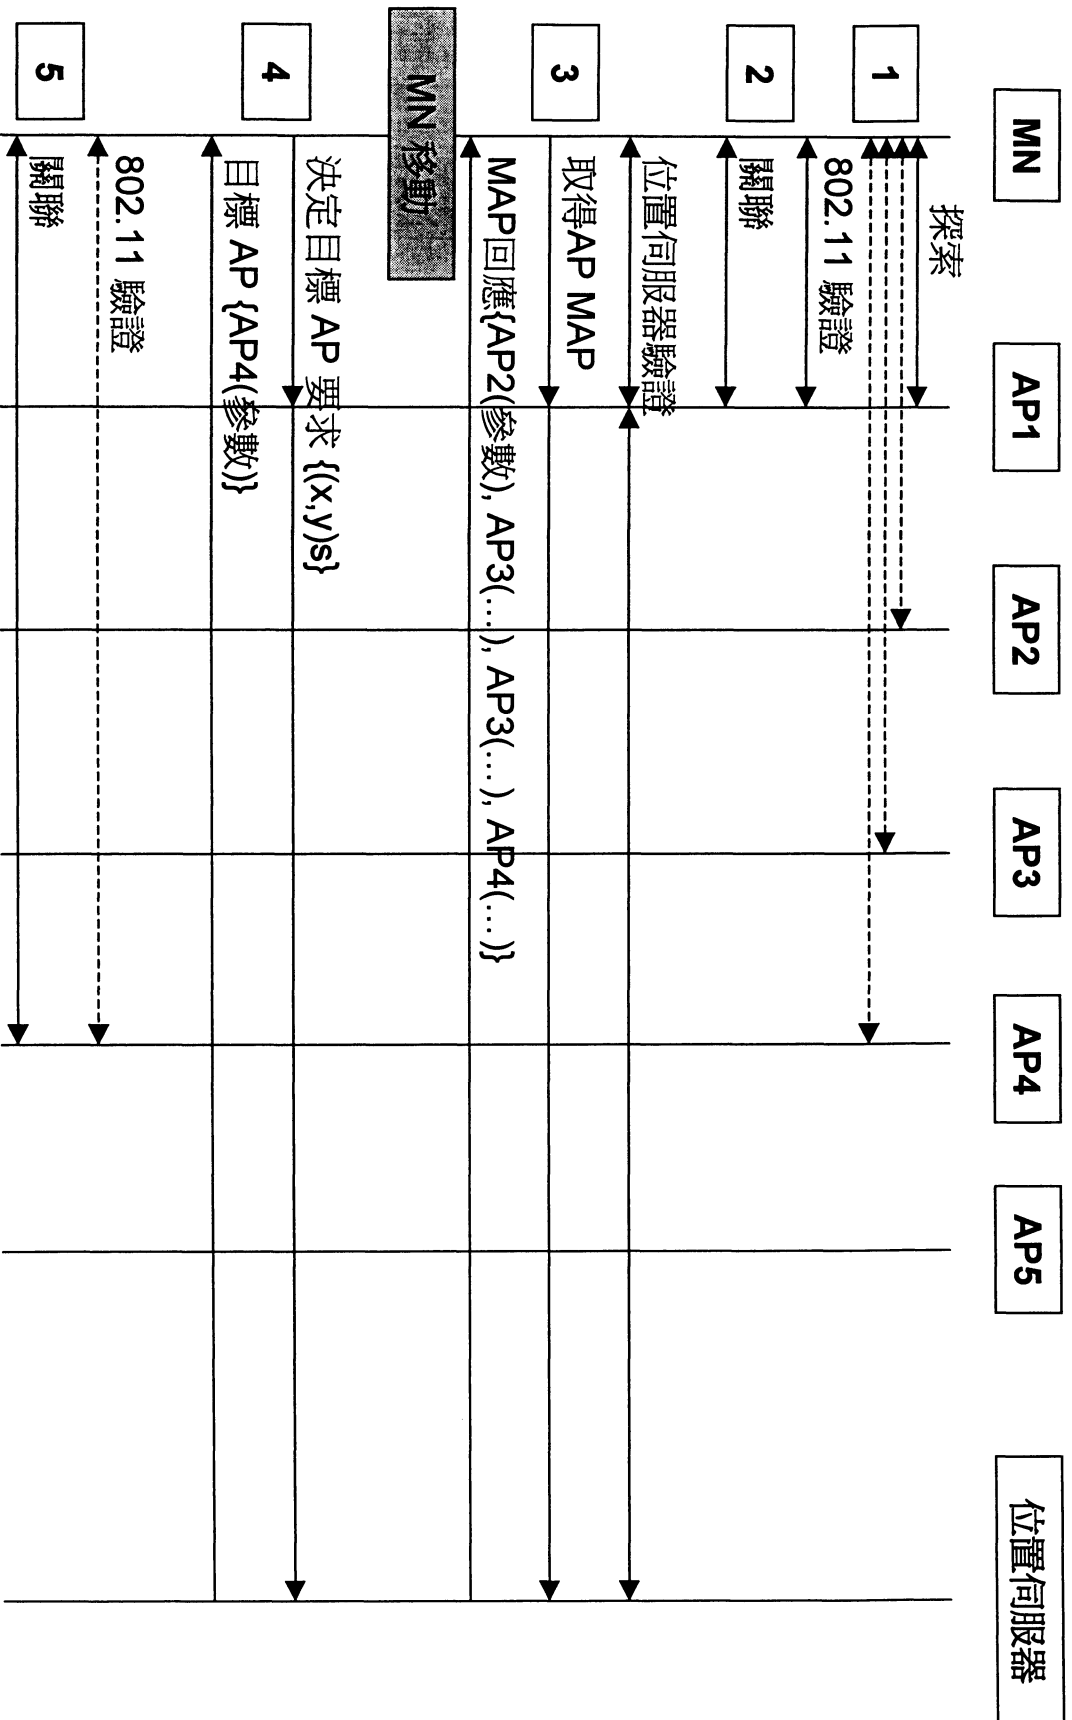 MN
AP1
AP2
AP3
AP4
AP5
位置伺服器
1
探索
2
802.11 驗證
關聯
3
位置伺服器驗證
取得AP MAP
MAP回應{AP2(參數), AP3(...), AP3(...), AP4(...)}
MN 移動
4
決定目標 AP 要求 {(x,y)s}
目標 AP {AP4(參數)}
5
802.11 驗證
關聯